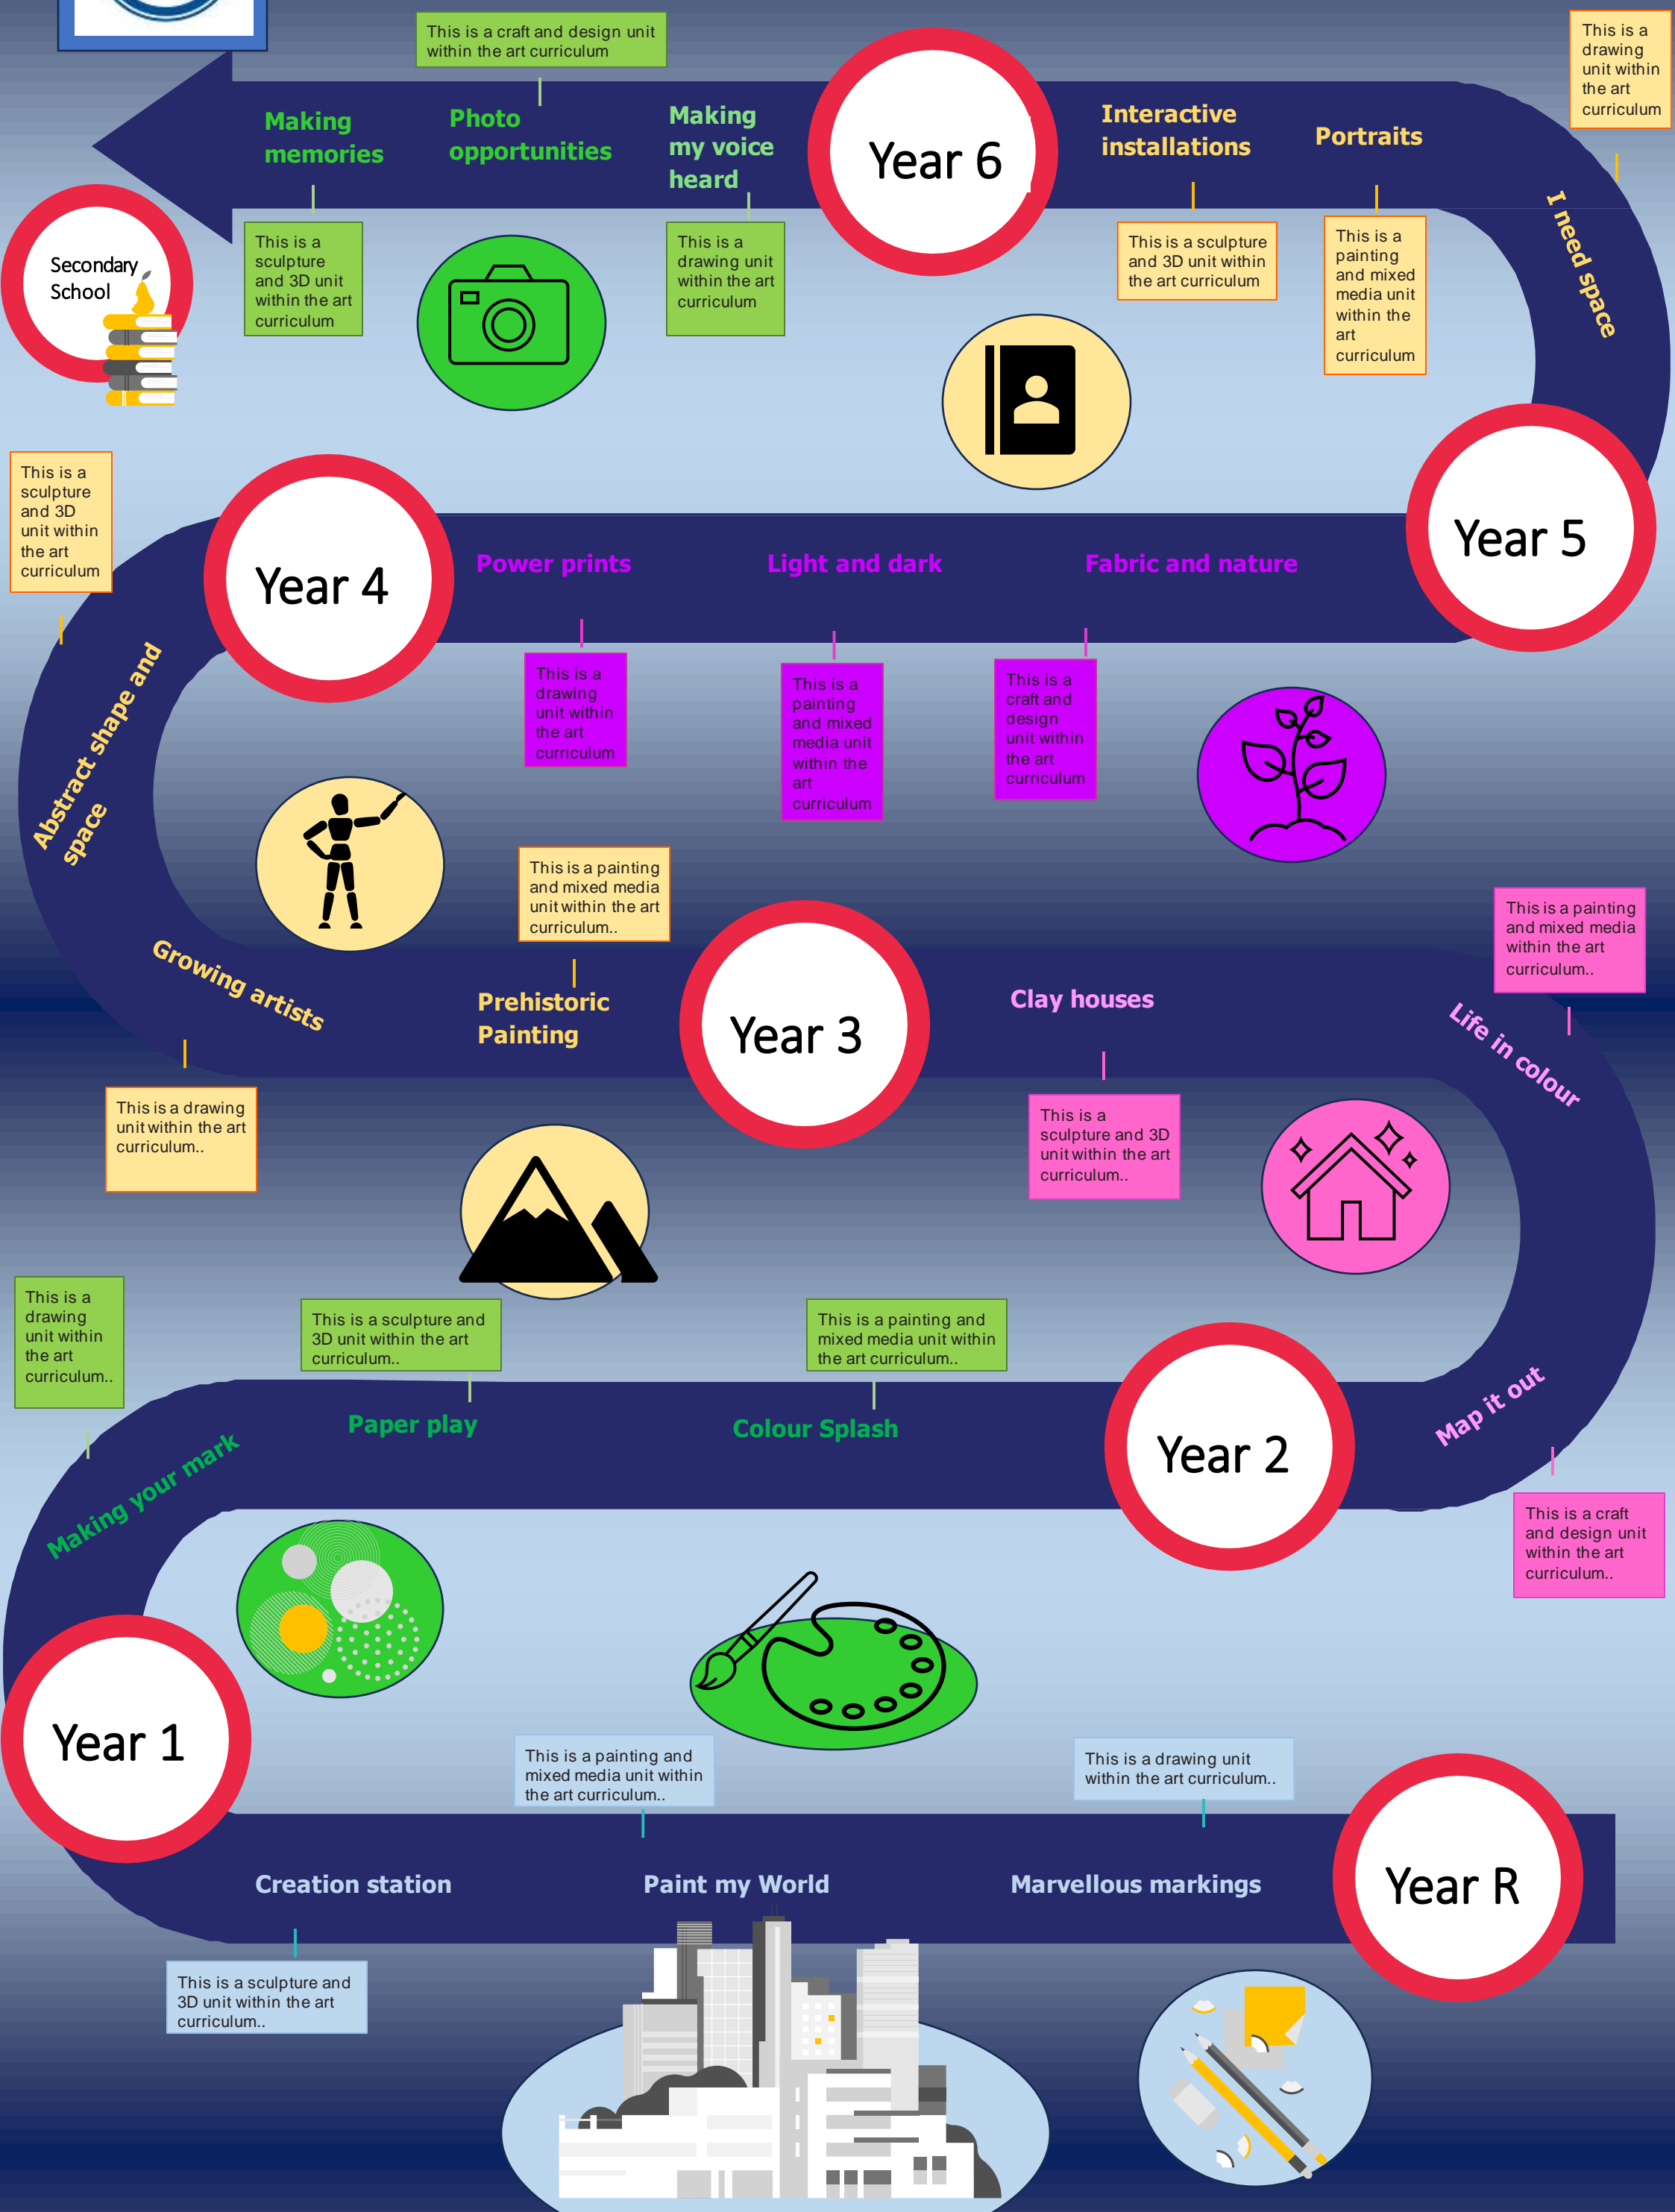 This is a craft and design unit
within the art curriculum
This is a
drawing
unit within
the art
curriculum
Making
memories
Photo
opportunities
Making
my voice
heard
Year 6
Interactive
installations
Portraits
I need space
Secondary
School
This is a
sculpture
and 3D unit
within the art
curriculum
This is a
drawing unit
within the art
curriculum
This is a sculpture
and 3D unit within
the art curriculum
This is a
painting
and mixed
media unit
within the
art
curriculum
This is a
sculpture
and 3D
unit within
the art
curriculum
Year 4
Power prints
Light and dark
Fabric and nature
Year 5
This is a
drawing
unit within
the art
curriculum
This is a
painting
and mixed
media unit
within the
art
curriculum
This is a
craft and
design
unit within
the art
curriculum
Abstract shape and
space
This is a painting
and mixed media
unit within the art
curriculum..
This is a painting
and mixed media
within the art
curriculum..
Growing artists
Prehistoric
Painting
Year 3
Clay houses
Life in colour
This is a drawing
unit within the art
curriculum..
This is a
sculpture and 3D
unit within the art
curriculum..
This is a
drawing
unit within
the art
curriculum..
This is a sculpture and
3D unit within the art
curriculum..
This is a painting and
mixed media unit within
the art curriculum..
Making your mark
Paper play
Colour Splash
Year 2
Map it out
This is a craft
and design unit
within the art
curriculum..
Year 1
This is a painting and
mixed media unit within
the art curriculum..
This is a drawing unit
within the art curriculum..
Creation station
Paint my World
Marvellous markings
Year R
This is a sculpture and
3D unit within the art
curriculum..